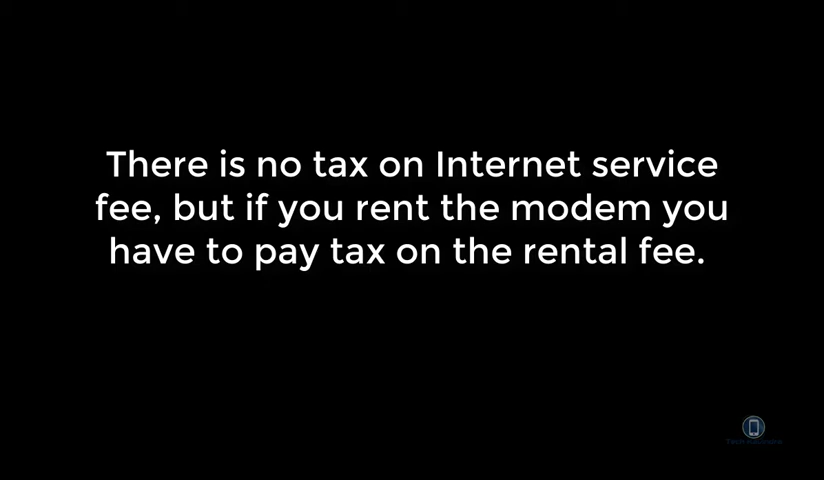 There is no tax on Internet service
fee, but if you rent the modem you
have to pay tax on the rental fee.